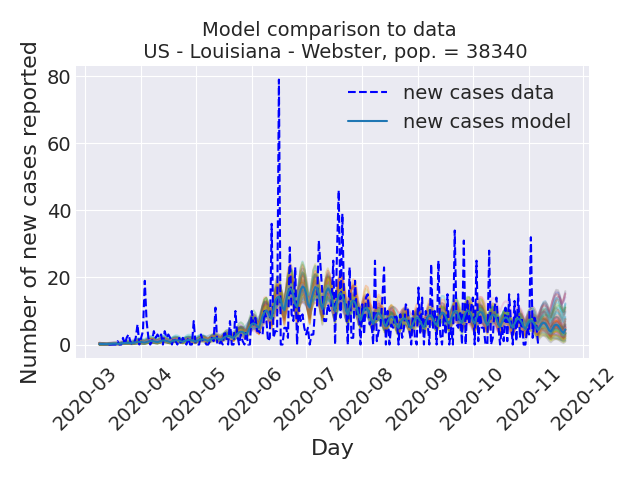 Model comparison to data
US - Louisiana - Webster, pop. = 38340
Number of new cases reported
80
60
40
20
0
new cases data
new cases model
2020-03
2020-04
2020-05
2020-06
2020-07
2020-08
2020-09
2020-10
2020-11
2020-12
Day